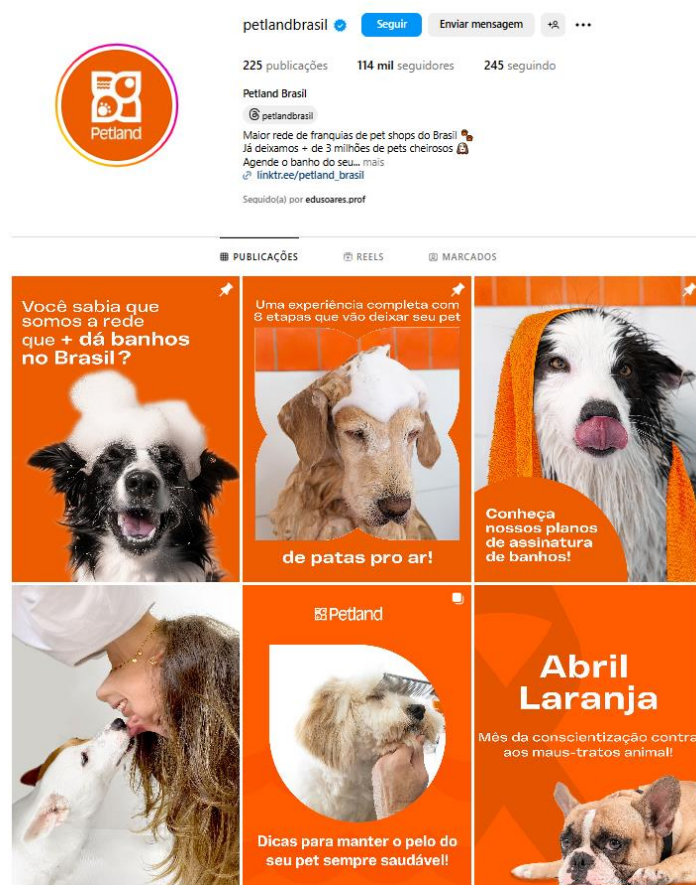 petlandbrasil
Seguir
Enviar mensagem
225 publicações
114 mil seguidores
245 seguindo
Petland Brasil
petlandbrasil
Maior rede de franquias de pet shops do Brasil
Já deixamos + de 3 milhões de pets cheirosos
Agende o banho do seu... mais
linktr.ee/petland_brasil
Seguido(a) por edusoares.prof
Petland
PUBLICAÇÕES
REELS
MARCADOS
Você sabia que
somos a rede
que + dá banhos
no Brasil?
Uma experiência completa com
8 etapas que vão deixar seu pet
de patas pro ar!
Conheça
nossos planos
de assinatura
de banhos!
Petland
Dicas para manter o pelo do
seu pet sempre saudável!
Abril
Laranja
Mês da conscientização contra
aos maus-tratos animal!